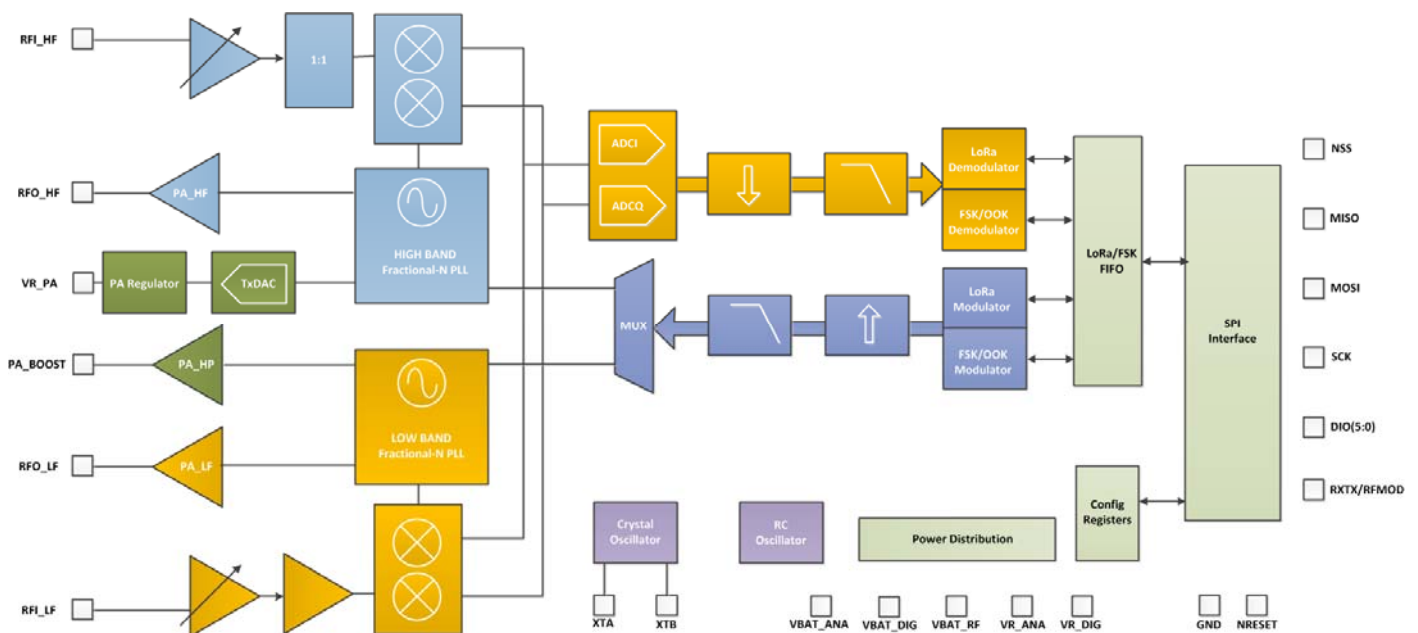 RFI_HF
1:1
RFO_HF
PA_HF
HIGH BAND
Fractional-N PLL
VR_PA
PA Regulator
TxDAC
PA_BOOST
PA_HP
LOW BAND
Fractional-N PLL
RFO_LF
PA_LF
RFI_LF
ADCI
ADCQ
LoRa
Demodulator
FSK/OOK
Demodulator
MUX
LoRa
Modulator
FSK/OOK
Modulator
LoRa/FSK
FIFO
SPI
Interface
Config
Registers
NSS
MISO
MOSI
SCK
DIO(5:0)
RXTX/RFMOD
Crystal
Oscillator
RC
Oscillator
Power Distribution
XTA
XTB
VBAT_ANA
VBAT_DIG
VBAT_RF
VR_ANA
VR_DIG
GND
NRESET